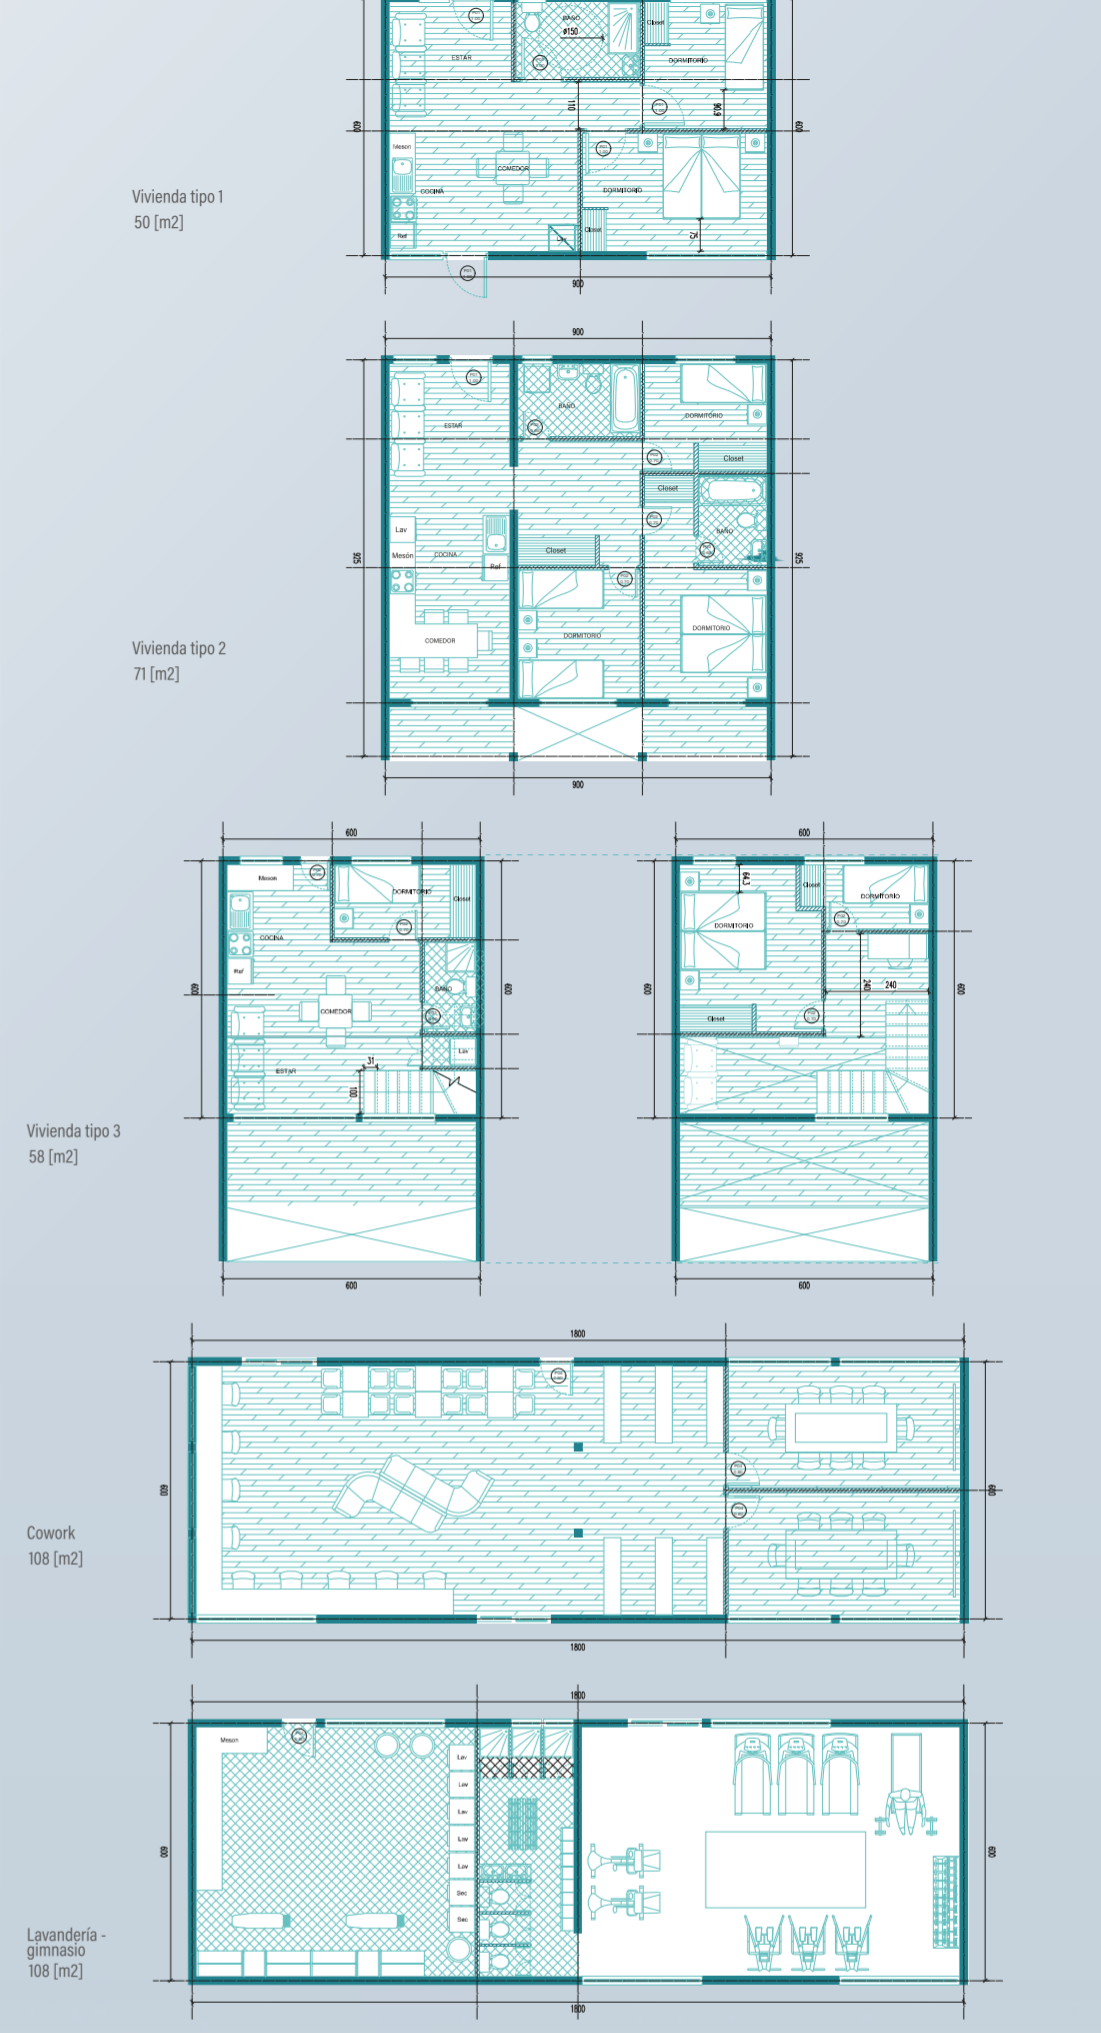 BAÑO
Closet
ø150
ESTAR
DORMITORIO
110
90,9
600
600
Meson
COMEDOR
COCINA
DORMITORIO
Vivienda tipo 1
50 [m2]
Closet
Ref
75
900
900
BAÑO
DORMITORIO
ESTAR
Closet
Closet
Lav
BAÑO
Mesón
COCINA
Closet
925
925
Ref
DORMITORIO
DORMITORIO
COMEDOR
Vivienda tipo 2
71 [m2]
900
600
600
Meson
DORMITORIO
Closet
64,3
Closet
DORMITORIO
DORMITORIO
COCINA
Ref
BAÑO
600
600
600
240
240
600
COMEDOR
Closet
Lav
31
ESTAR
100
Vivienda tipo 3
58 [m2]
600
600
1800
600
600
Cowork
108 [m2]
1800
1800
Meson
Lav
Lav
Lav
Lav
Lav
Sec
Sec
600
600
Lavandería -
gimnasio
108 [m2]
1800